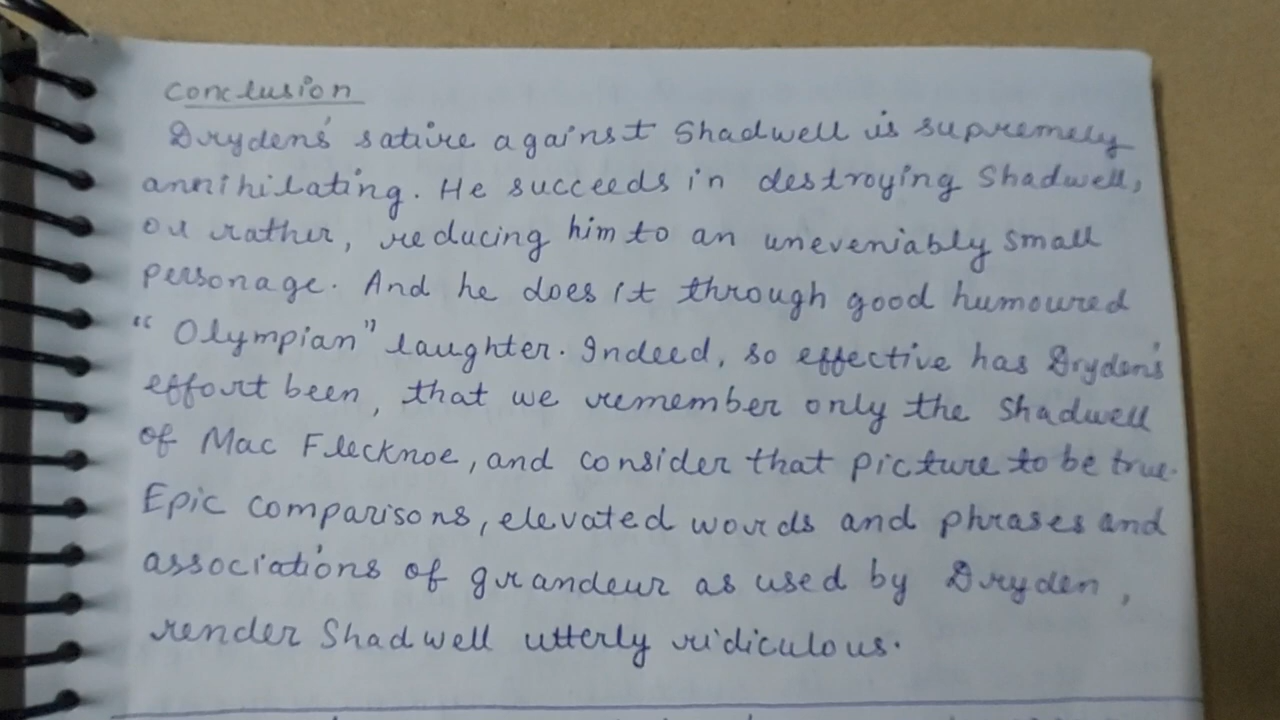 Conclusion
Dryden's satire against Shadwell is supremely
annihilating. He succeeds in destroying Shadwell,
or rather, reducing him to an uneveniably small
personage. And he does it through good humoured
"Olympian" laughter. Indeed, so effective has Dryden's
effort been, that we remember only the Shadwell
of Mac Flecknoe, and consider that picture to be true.
Epic comparisons, elevated words and phrases and
associations of grandeur as used by Dryden,
render Shadwell utterly ridiculous.